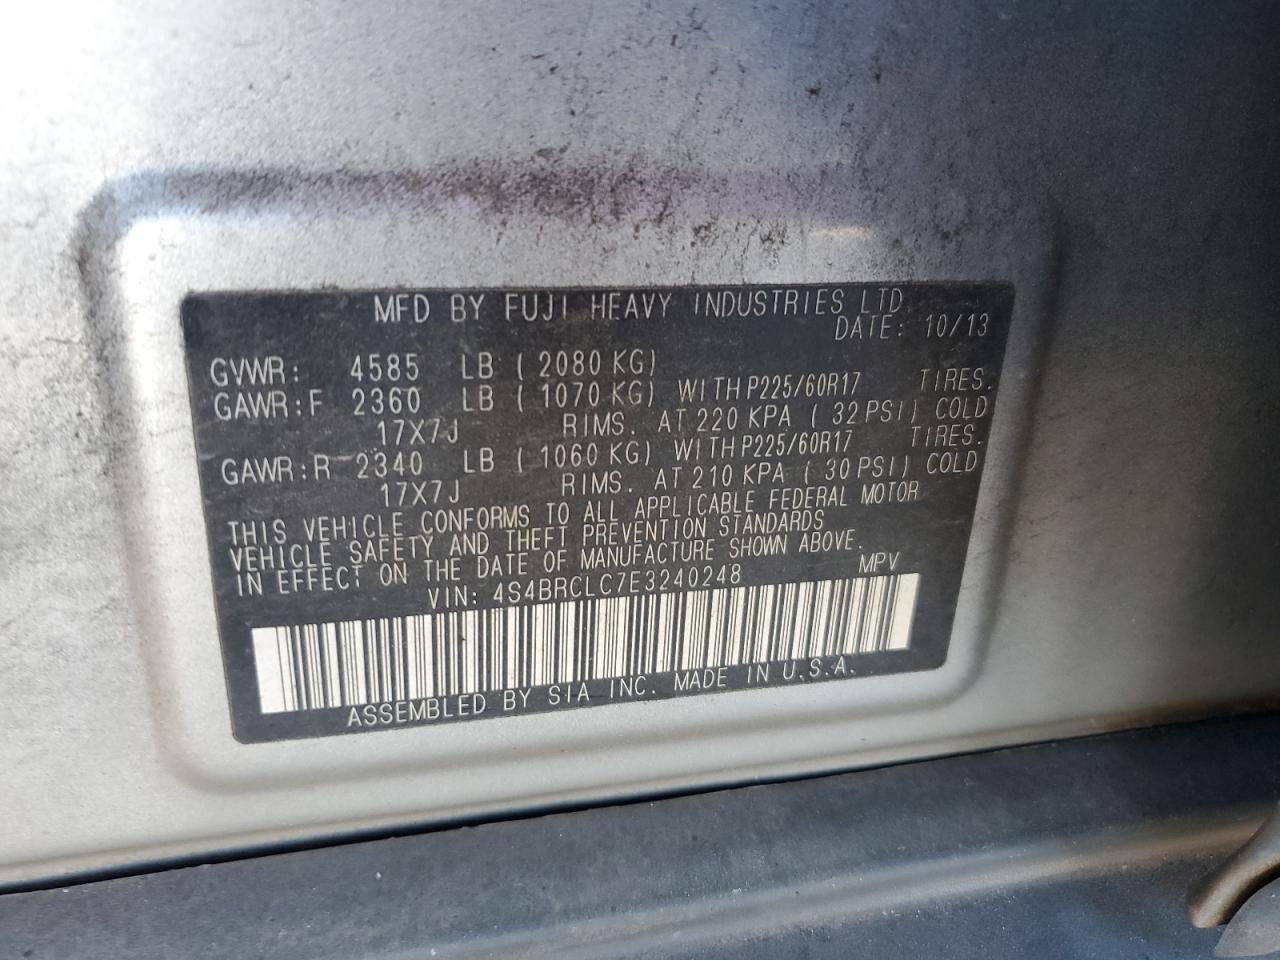 MFD BY FUJI HEAVY INDUSTRIES LTD.
DATE: 10/13
GVWR: 4585 LB ( 2080 KG)
GAWR:F 2360 LB ( 1070 KG) WITH P225/60R17 TIRES.
17X7J RIMS. AT 220 KPA ( 32 PSI) COLD
GAWR:R 2340 LB ( 1060 KG) WITH P225/60R17 TIRES.
17X7J RIMS. AT 210 KPA ( 30 PSI) COLD
THIS VEHICLE CONFORMS TO ALL APPLICABLE FEDERAL MOTOR
VEHICLE SAFETY AND THEFT PREVENTION STANDARDS
IN EFFECT ON THE DATE OF MANUFACTURE SHOWN ABOVE.
VIN: 4S4BRCLC7E3240248 MPV
ASSEMBLED BY SIA INC. MADE IN U.S.A.